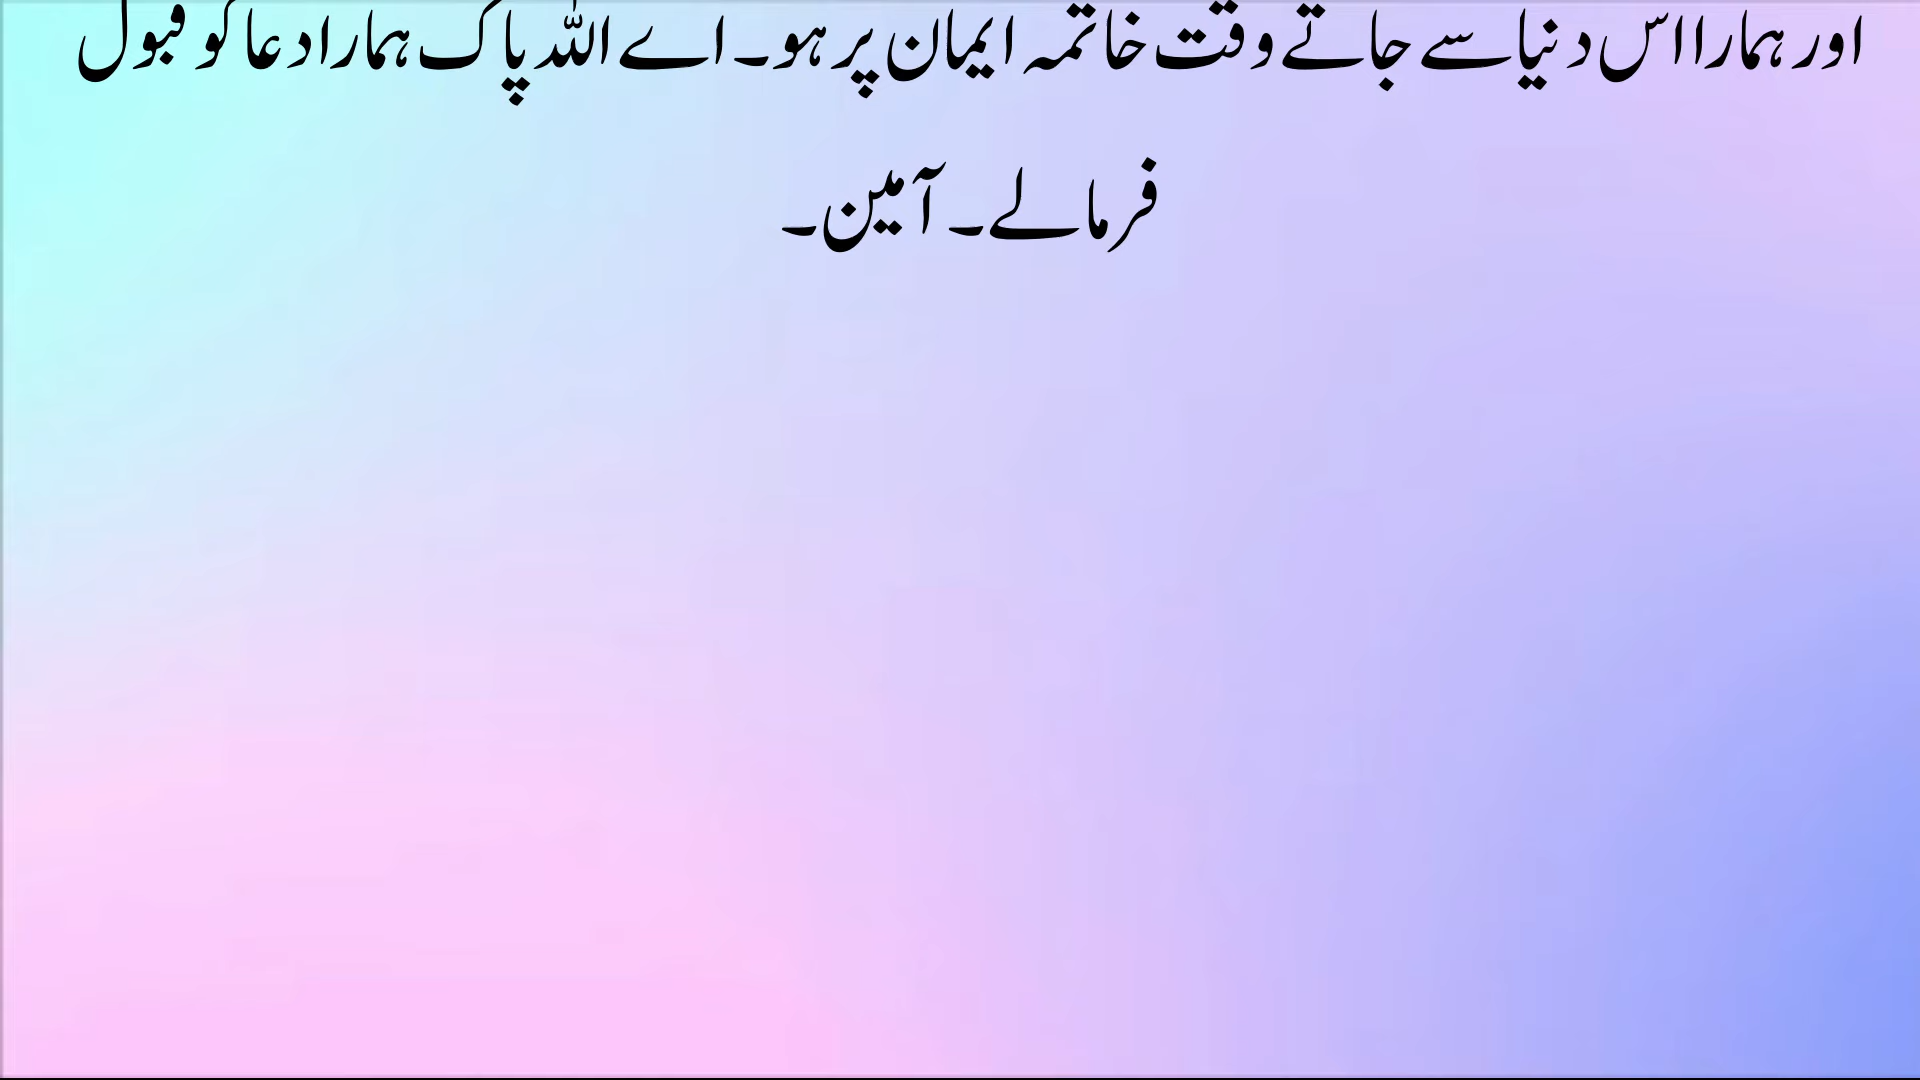 اور ہمارا اس دنیا سے جاتے وقت خاتمہ ایمان پر ہو۔ اے اللہ پاک ہمارا دعا کو قبول
فرما لے۔ آمین۔